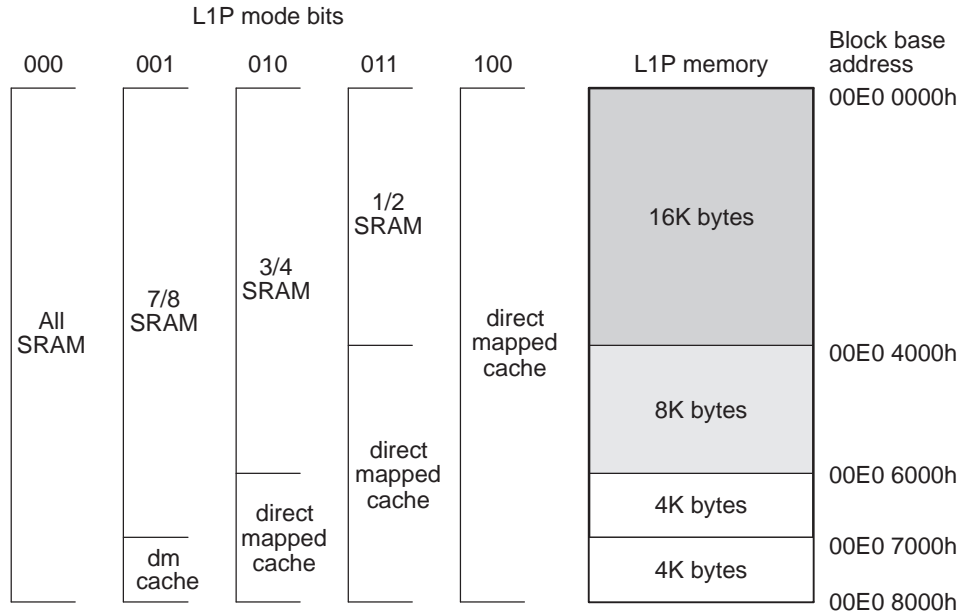 L1P mode bits
000 001 010 011 100 L1P memory
Block base
address
00E0 0000h
All
SRAM
7/8
SRAM
dm
cache
3/4
SRAM
direct
mapped
cache
1/2
SRAM
direct
mapped
cache
direct
mapped
cache
16K bytes
00E0 4000h
8K bytes
00E0 6000h
4K bytes
00E0 7000h
4K bytes
00E0 8000h